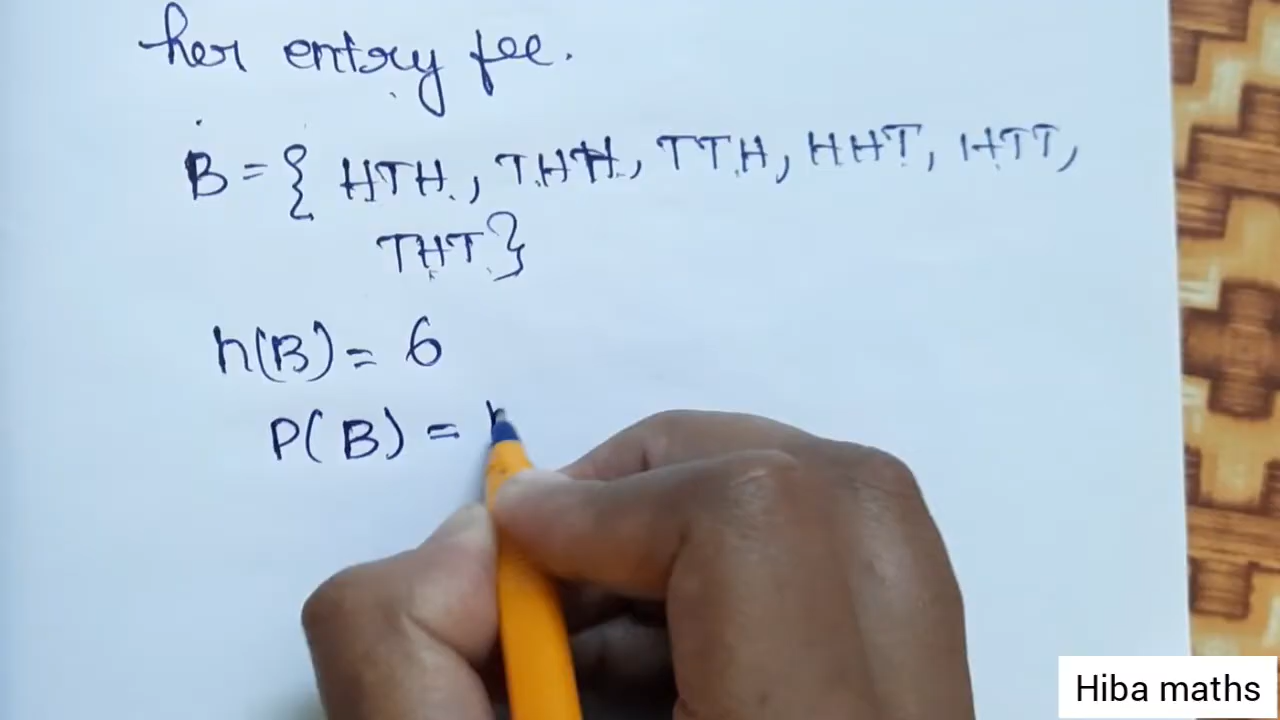 her entry fee.
B = { HTH, THH, TTH, HHT, HTT,
THT }
n(B) = 6
P(B) =
Hiba maths